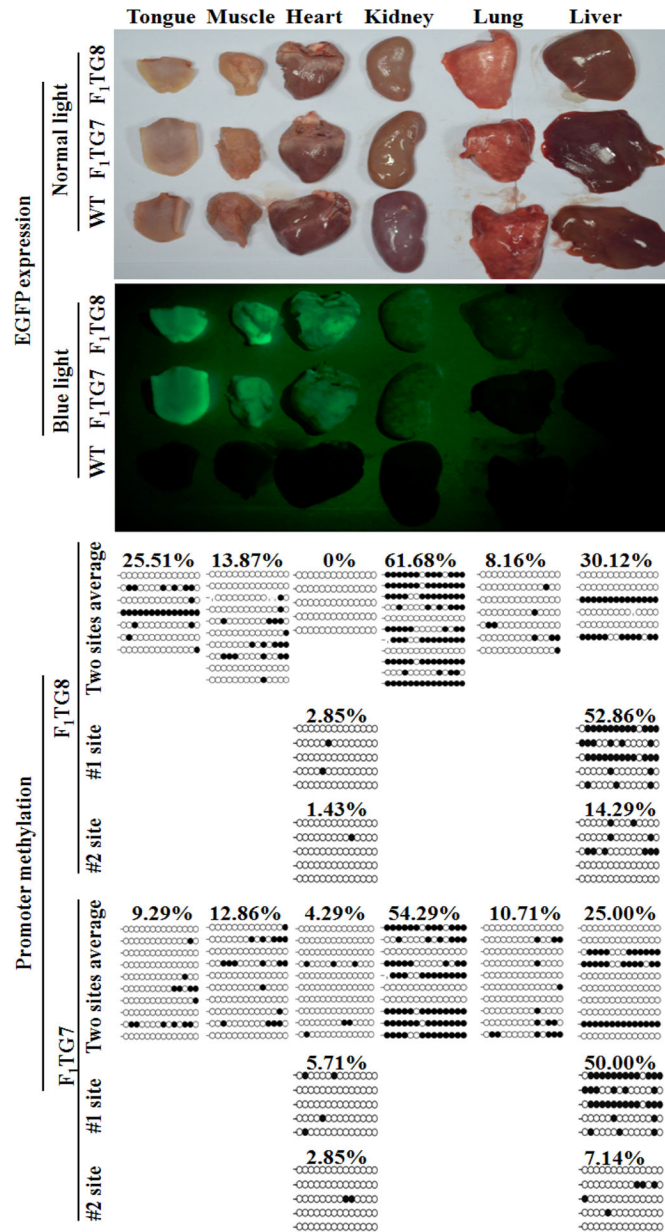 Tongue Muscle Heart Kidney Lung Liver
EGFP expression
Normal light
F1TG8
F1TG7
WT
Blue light
F1TG8
F1TG7
WT
Promoter methylation
F1TG8
Two sites average
25.51% 13.87% 0% 61.68% 8.16% 30.12%
#1 site
2.85% 52.86%
#2 site
1.43% 14.29%
F1TG7
Two sites average
9.29% 12.86% 4.29% 54.29% 10.71% 25.00%
#1 site
5.71% 50.00%
#2 site
2.85% 7.14%